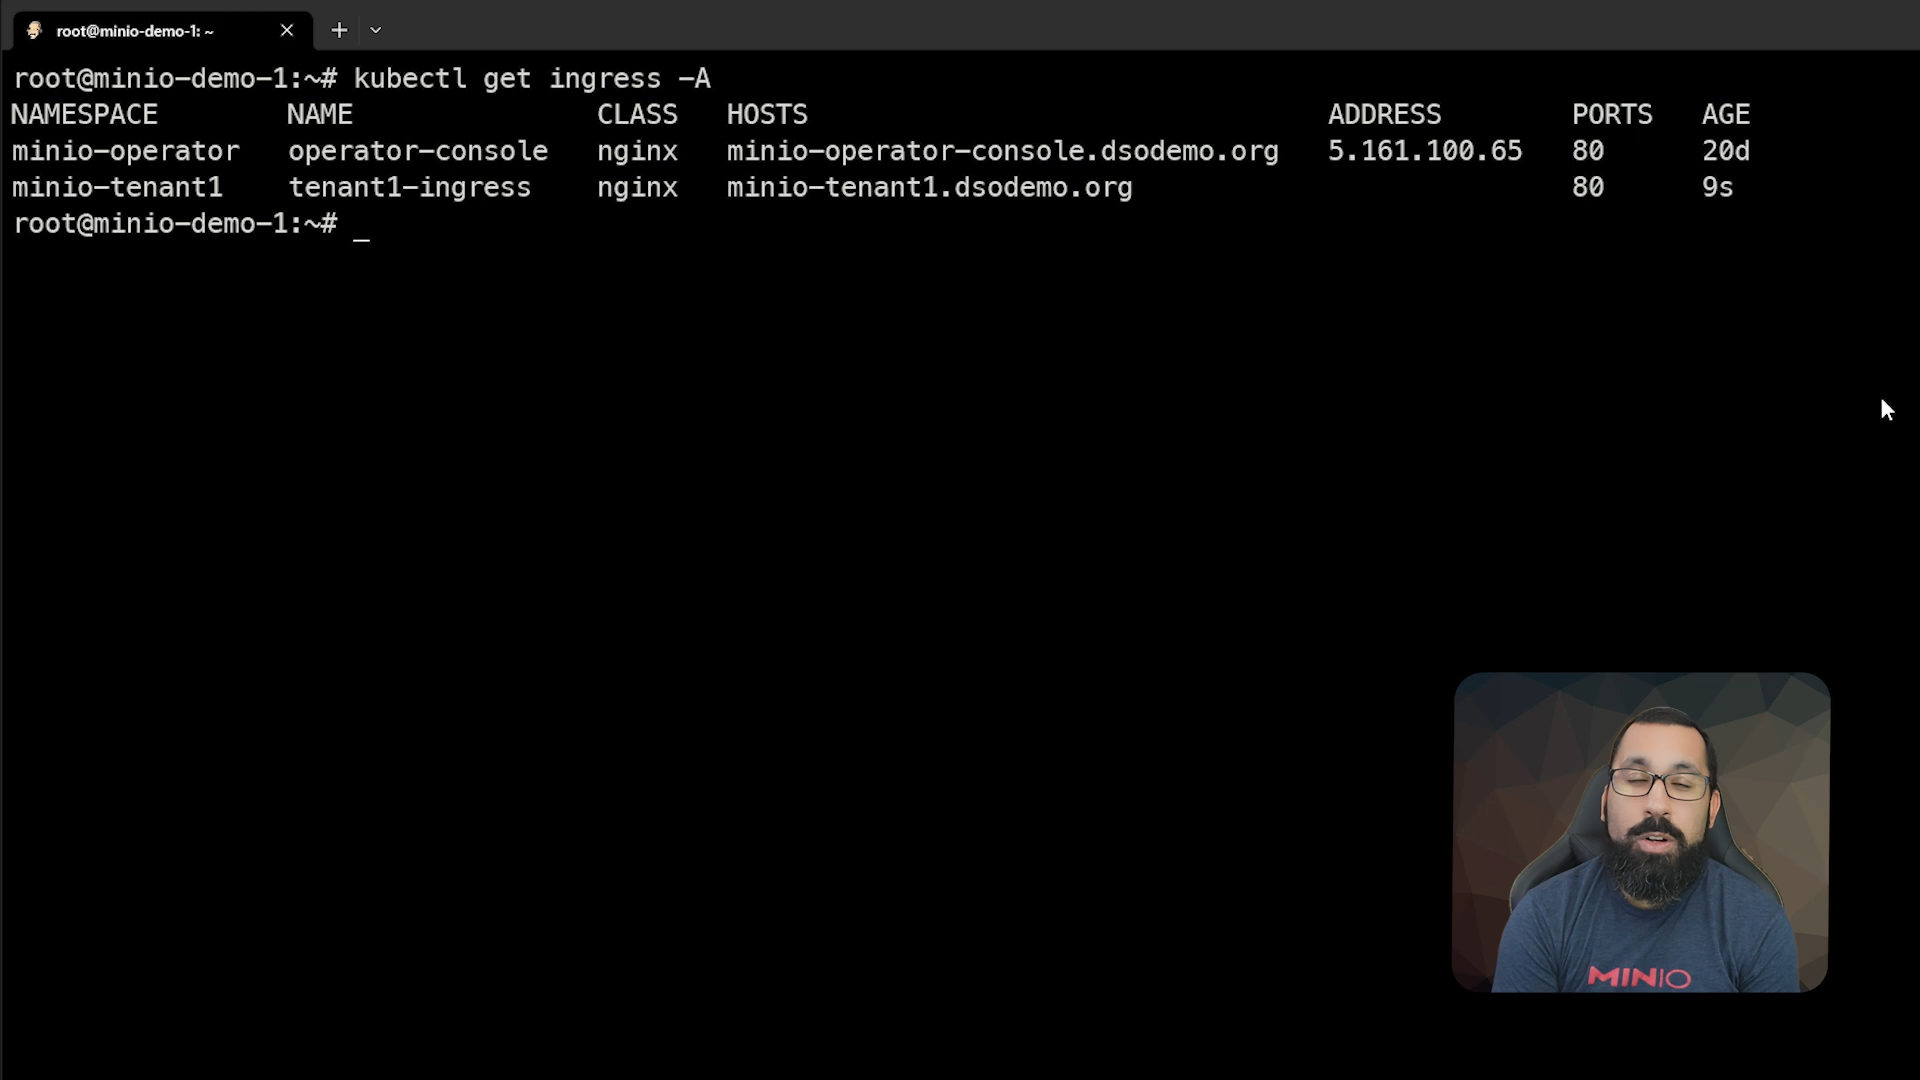 root@minio-demo-1: ~
root@minio-demo-1:~# kubectl get ingress -A
NAMESPACE NAME CLASS HOSTS ADDRESS PORTS AGE
minio-operator operator-console nginx minio-operator-console.dsodemo.org 5.161.100.65 80 20d
minio-tenant1 tenant1-ingress nginx minio-tenant1.dsodemo.org 80 9s
root@minio-demo-1:~# _
MINIO